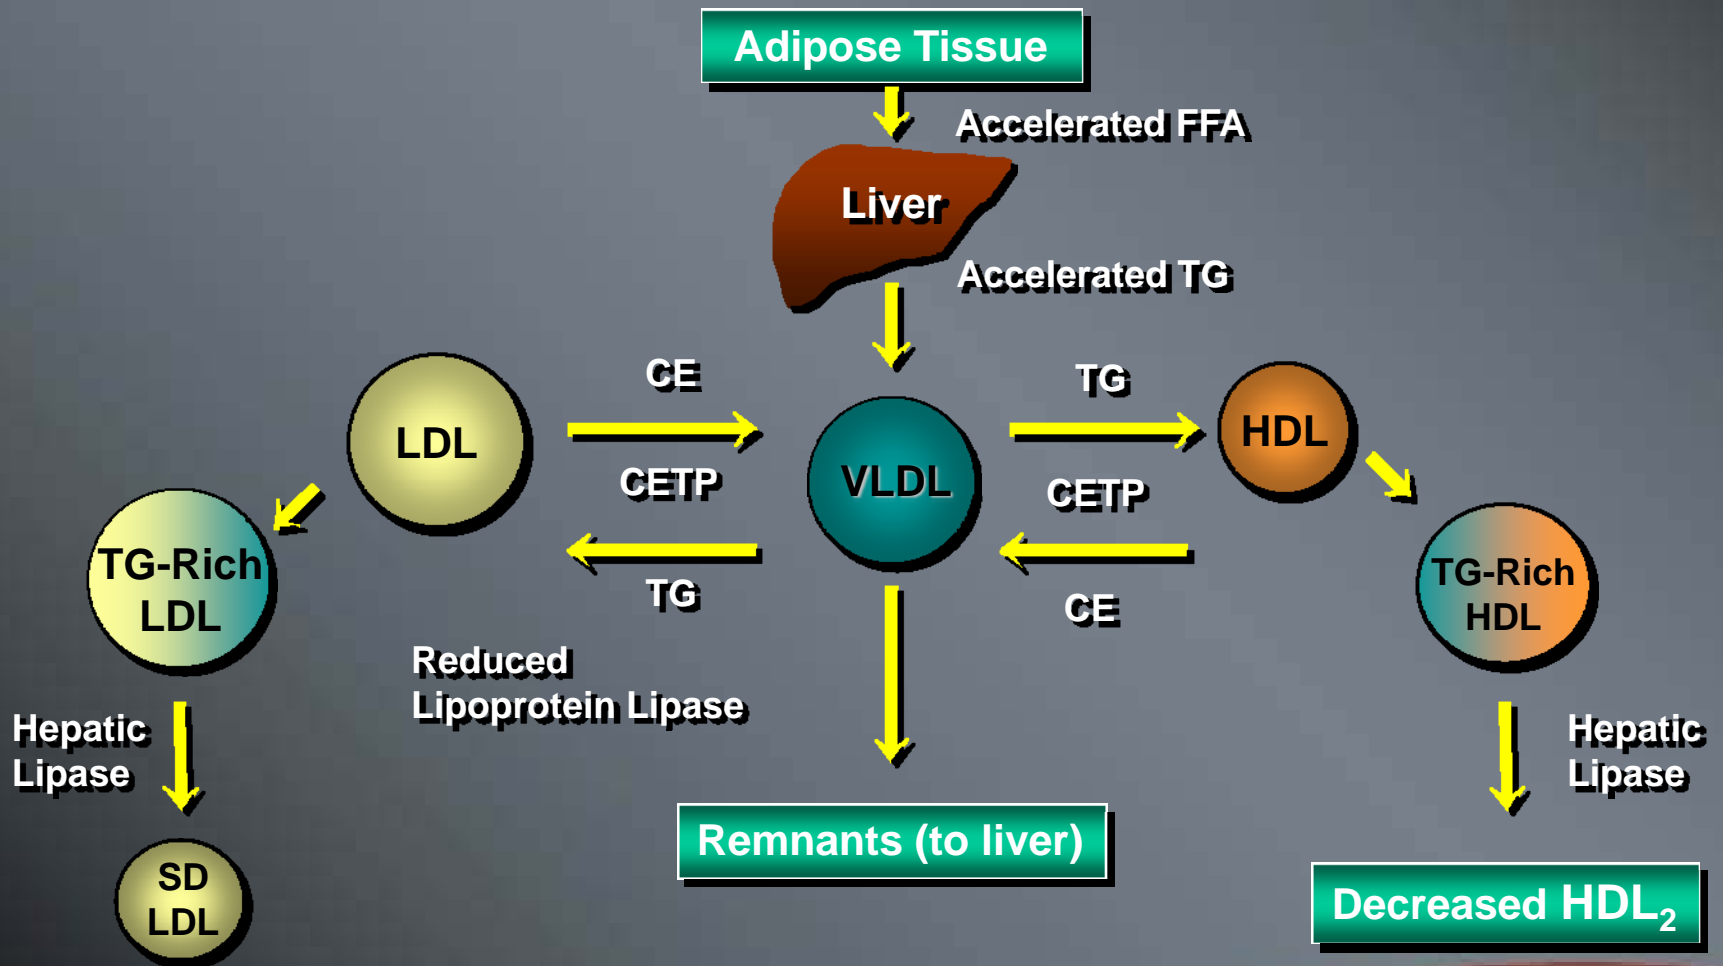 Adipose Tissue
Accelerated FFA
Liver
Accelerated TG
CE
TG
LDL
HDL
CETP
VLDL
CETP
TG-Rich
LDL
TG
CE
TG-Rich
HDL
Reduced
Lipoprotein Lipase
Hepatic
Lipase
Hepatic
Lipase
Remnants (to liver)
SD
LDL
Decreased HDL₂